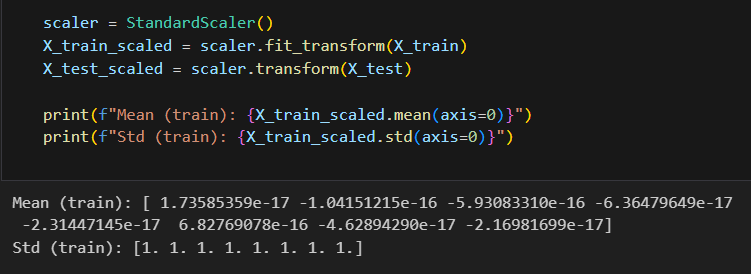 scaler = StandardScaler()
X_train_scaled = scaler.fit_transform(X_train)
X_test_scaled = scaler.transform(X_test)
print(f"Mean (train): {X_train_scaled.mean(axis=0)}")
print(f"Std (train): {X_train_scaled.std(axis=0)}")
Mean (train): [ 1.73585359e-17 -1.04151215e-16 -5.93083310e-16 -6.36479649e-17
 -2.31447145e-17  6.82769078e-16 -4.62894290e-17 -2.16981699e-17]
Std (train): [1. 1. 1. 1. 1. 1. 1. 1.]